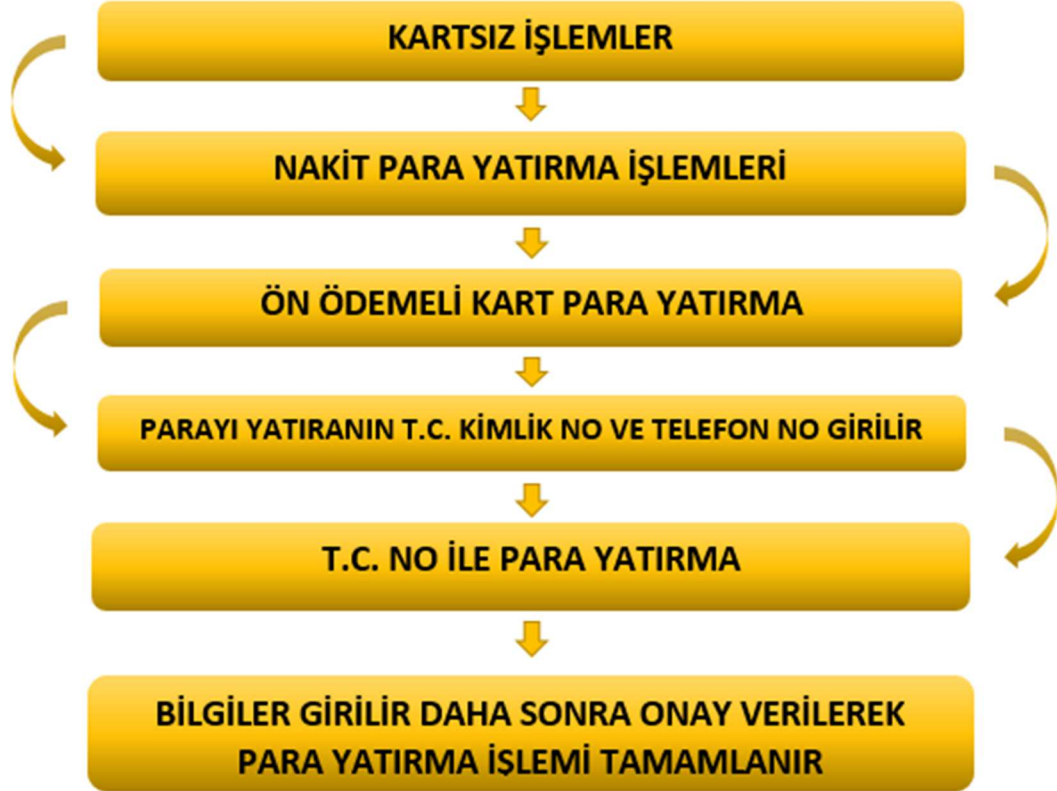 KARTSIZ İŞLEMLER
NAKİT PARA YATIRMA İŞLEMLERİ
ÖN ÖDEMELİ KART PARA YATIRMA
PARAYI YATIRANIN T.C. KİMLİK NO VE TELEFON NO GİRİLİR
T.C. NO İLE PARA YATIRMA
BİLGİLER GİRİLİR DAHA SONRA ONAY VERİLEREK
PARA YATIRMA İŞLEMİ TAMAMLANIR